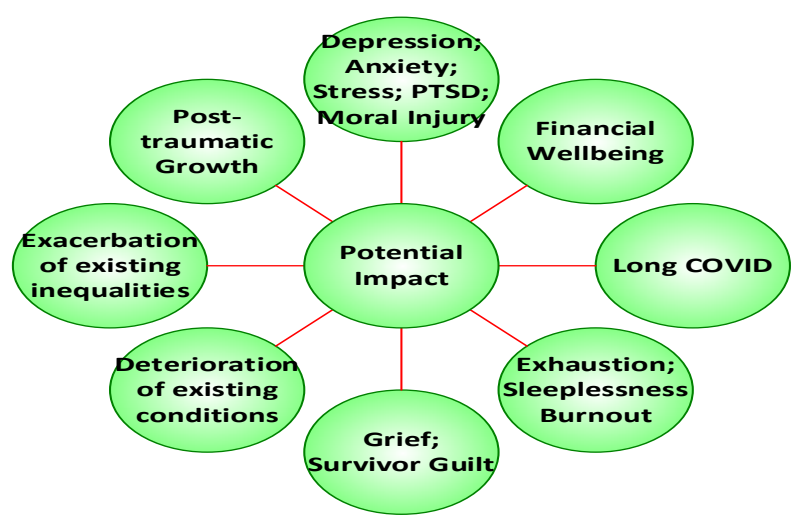 Depression;
Anxiety;
Stress; PTSD;
Moral Injury
Post-
traumatic
Growth
Financial
Wellbeing
Exacerbation
of existing
inequalities
Potential
Impact
Long COVID
Deterioration
of existing
conditions
Exhaustion;
Sleeplessness
Burnout
Grief;
Survivor Guilt